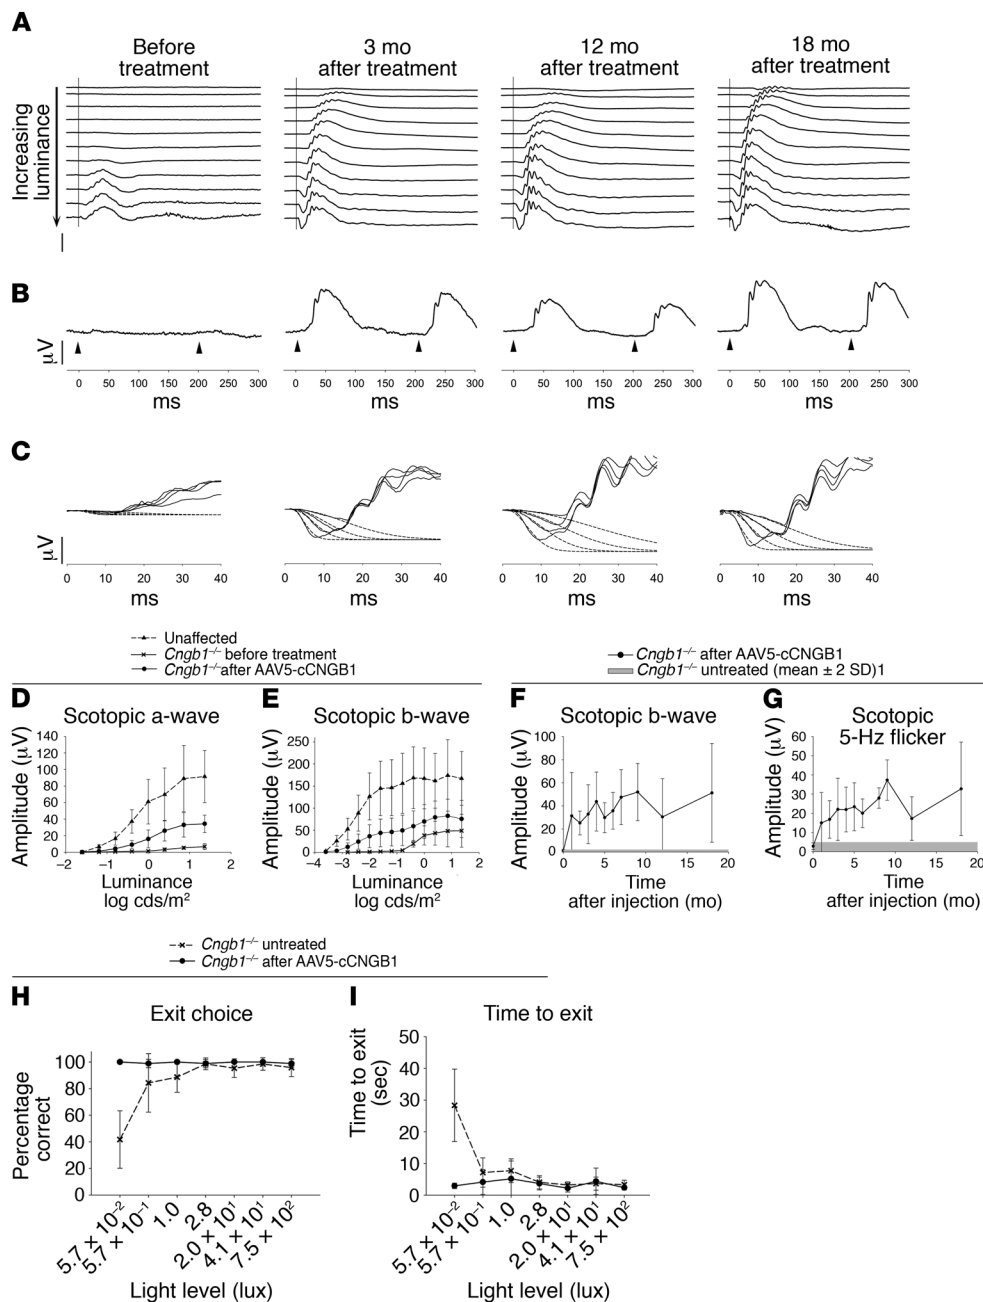 A
Before
treatment
3 mo
after treatment
12 mo
after treatment
18 mo
after treatment
Increasing
luminance
B
μV
0 50 100 150 200 250 300
0 50 100 150 200 250 300
0 50 100 150 200 250 300
0 50 100 150 200 250 300
ms
ms
ms
ms
C
μV
0 10 20 30 40
0 10 20 30 40
0 10 20 30 40
0 10 20 30 40
ms
ms
ms
ms
Unaffected
Cngb1–/– before treatment
Cngb1–/– after AAV5-cCNGB1
Cngb1–/– after AAV5-cCNGB1
Cngb1–/– untreated (mean ± 2 SD)1
D
Scotopic a-wave
Amplitude (μV)
140
120
100
80
60
40
20
0
–2 –1 0 1 2
Luminance
log cds/m2
E
Scotopic b-wave
Amplitude (μV)
250
200
150
100
50
0
–4 –3 –2 –1 0 1 2
Luminance
log cds/m2
F
Scotopic b-wave
Amplitude (μV)
100
80
60
40
20
0
0 5 10 15 20
Time
after injection (mo)
G
Scotopic
5-Hz flicker
Amplitude (μV)
60
50
40
30
20
10
0
0 5 10 15 20
Time
after injection (mo)
Cngb1–/– untreated
Cngb1–/– after AAV5-cCNGB1
H
Exit choice
Percentage
correct
100
80
60
40
20
0
5.7 × 10–2
5.7 × 10–1
1.0
2.8
2.0 × 101
4.1 × 101
7.5 × 102
Light level (lux)
I
Time to exit
Time to exit
(sec)
50
40
30
20
10
0
5.7 × 10–2
5.7 × 10–1
1.0
2.8
2.0 × 101
4.1 × 101
7.5 × 102
Light level (lux)